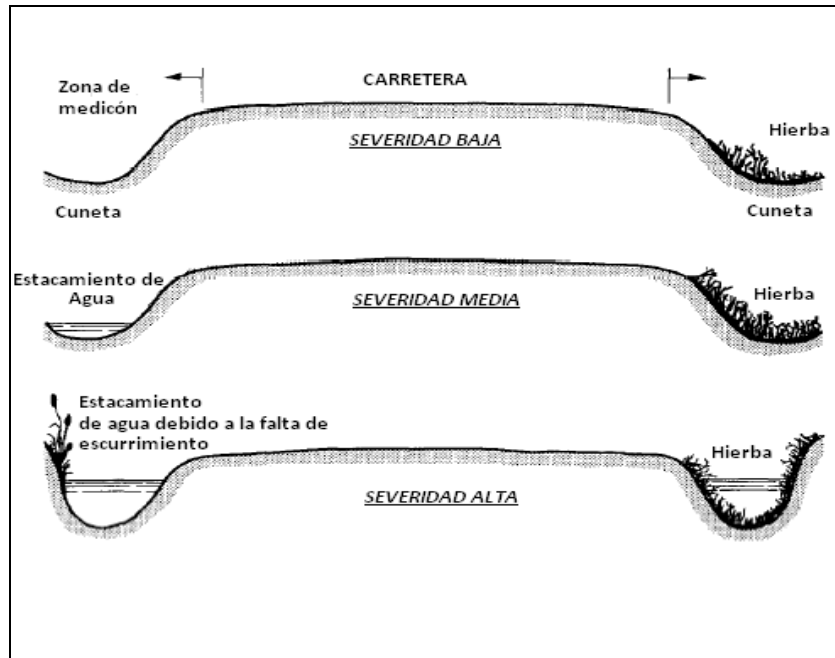 CARRETERA
Zona de
medicón
SEVERIDAD BAJA
Hierba
Cuneta
Cuneta
Estacamiento de
Agua
SEVERIDAD MEDIA
Hierba
Estacamiento
de agua debido a la falta de
escurrimiento
Hierba
SEVERIDAD ALTA